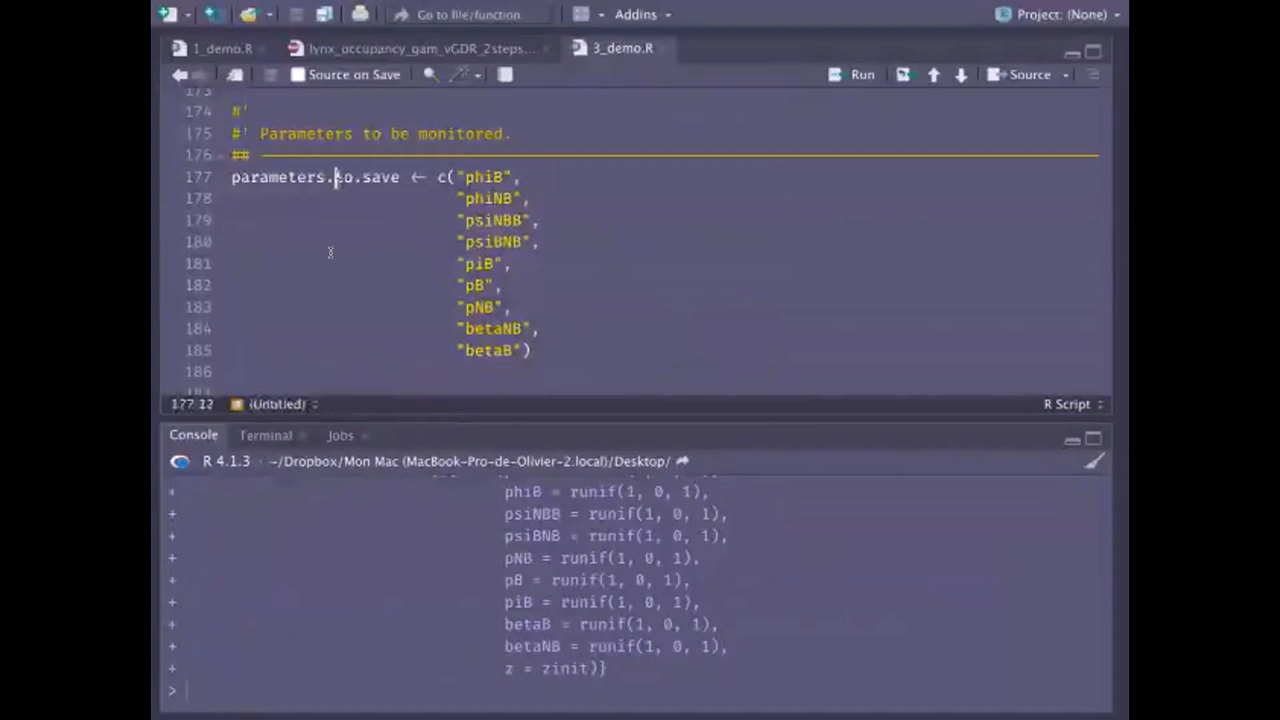 Go to file/function
Addins
Project: (None)
1_demo.R
lynx_occupancy_gam_vGDR_2steps...
3_demo.R
Source on Save
Run
Source
173
174 #'
175 #' Parameters to be monitored.
176 ##
177 parameters.to.save ← c("phiB",
178 "phiNB",
179 "psiNBB",
180 "psiBNB",
181 "piB",
182 "pB",
183 "pNB",
184 "betaNB",
185 "betaB")
186
177:12 (Untitled)
R Script
Console
Terminal
Jobs
R 4.1.3 · ~/Dropbox/Mon Mac (MacBook-Pro-de-Olivier-2.local)/Desktop/
+ phiB = runif(1, 0, 1),
+ psiNBB = runif(1, 0, 1),
+ psiBNB = runif(1, 0, 1),
+ pNB = runif(1, 0, 1),
+ pB = runif(1, 0, 1),
+ piB = runif(1, 0, 1),
+ betaB = runif(1, 0, 1),
+ betaNB = runif(1, 0, 1),
+ z = zinit)}
>